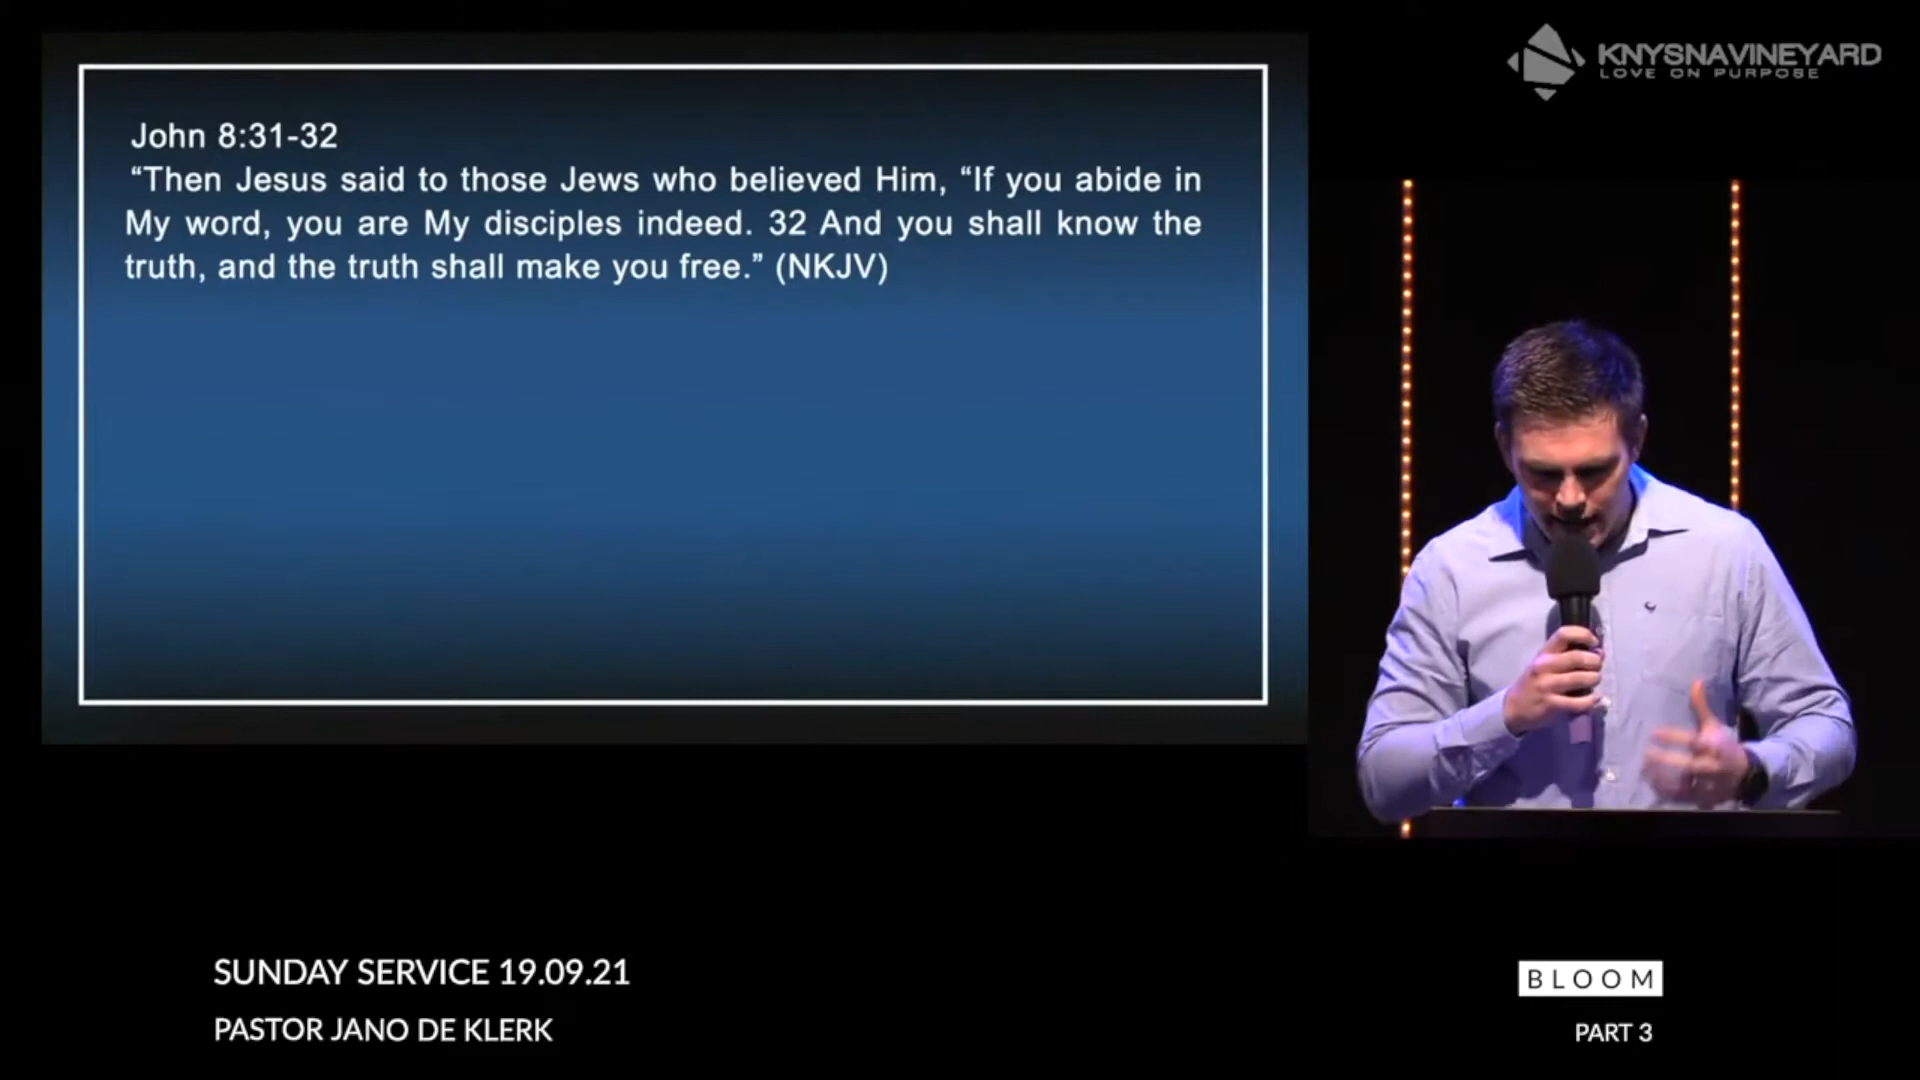 KNYSNAVINEYARD
LOVE ON PURPOSE
John 8:31-32
“Then Jesus said to those Jews who believed Him, “If you abide in
My word, you are My disciples indeed. 32 And you shall know the
truth, and the truth shall make you free.” (NKJV)
SUNDAY SERVICE 19.09.21
PASTOR JANO DE KLERK
BLOOM
PART 3